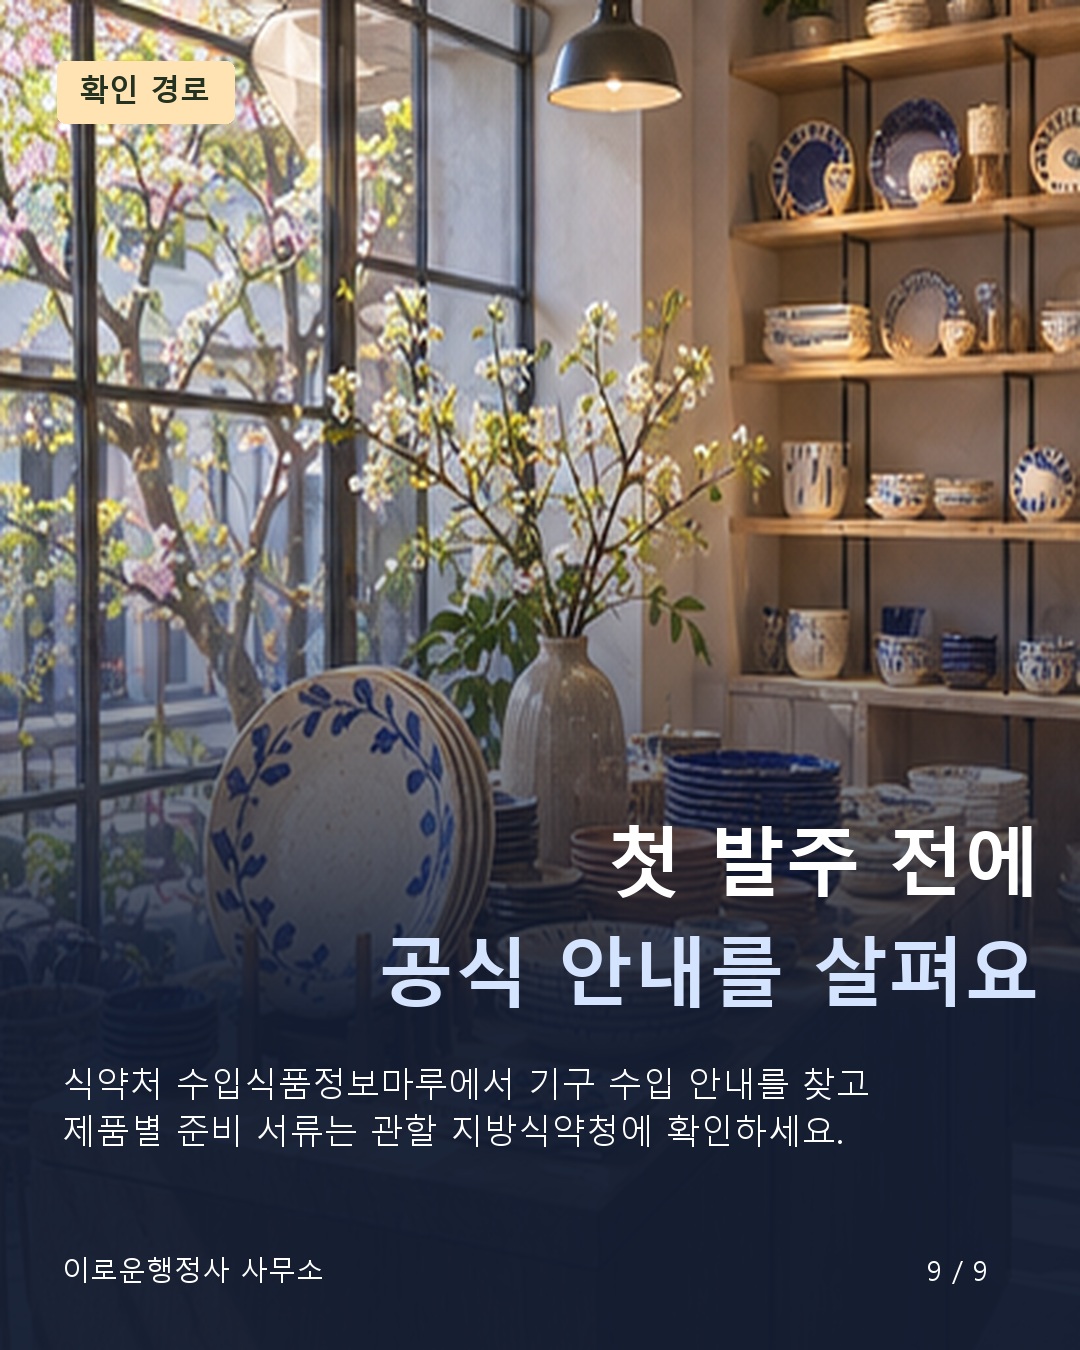 확인 경로
첫 발주 전에
공식 안내를 살펴요
식약처 수입식품정보마루에서 기구 수입 안내를 찾고
제품별 준비 서류는 관할 지방식약청에 확인하세요.
이로운행정사 사무소
9 / 9